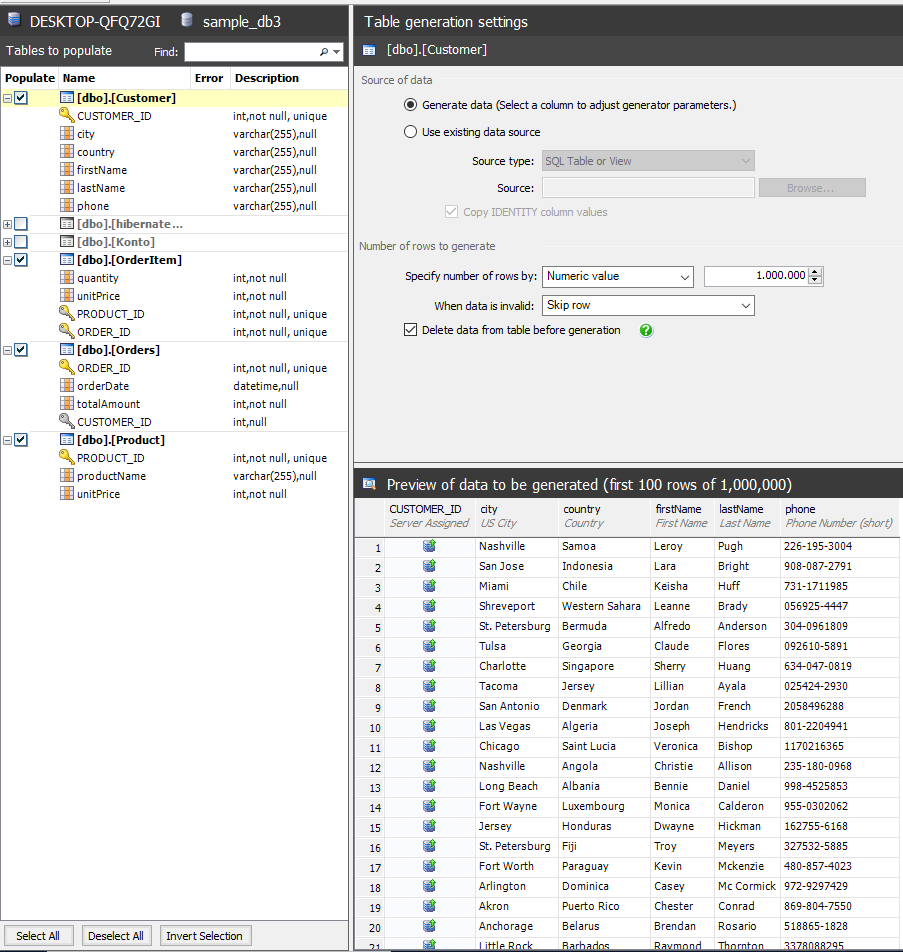 DESKTOP-QFQ72GI sample_db3
Tables to populate Find:
Populate Name Error Description
[dbo].[Customer]
CUSTOMER_ID int,not null, unique
city varchar(255),null
country varchar(255),null
firstName varchar(255),null
lastName varchar(255),null
phone varchar(255),null
[dbo].[hibernate...
[dbo].[Konto]
[dbo].[OrderItem]
quantity int,not null
unitPrice int,not null
PRODUCT_ID int,not null, unique
ORDER_ID int,not null, unique
[dbo].[Orders]
ORDER_ID int,not null, unique
orderDate datetime,null
totalAmount int,not null
CUSTOMER_ID int,null
[dbo].[Product]
PRODUCT_ID int,not null, unique
productName varchar(255),null
unitPrice int,not null
Select All Deselect All Invert Selection
Table generation settings
[dbo].[Customer]
Source of data
Generate data (Select a column to adjust generator parameters.)
Use existing data source
Source type: SQL Table or View
Source: Browse...
Copy IDENTITY column values
Number of rows to generate
Specify number of rows by: Numeric value 1.000.000
When data is invalid: Skip row
Delete data from table before generation ?
Preview of data to be generated (first 100 rows of 1,000,000)
CUSTOMER_ID city country firstName lastName phone
Server Assigned US City Country First Name Last Name Phone Number (short)
1 Nashville Samoa Leroy Pugh 226-195-3004
2 San Jose Indonesia Lara Bright 908-087-2791
3 Miami Chile Keisha Huff 731-1711985
4 Shreveport Western Sahara Leanne Brady 056925-4447
5 St. Petersburg Bermuda Alfredo Anderson 304-0961809
6 Tulsa Georgia Claude Flores 092610-5891
7 Charlotte Singapore Sherry Huang 634-047-0819
8 Tacoma Jersey Lillian Ayala 025424-2930
9 San Antonio Denmark Jordan French 2058496288
10 Las Vegas Algeria Joseph Hendricks 801-2204941
11 Chicago Saint Lucia Veronica Bishop 1170216365
12 Nashville Angola Christie Allison 235-180-0968
13 Long Beach Albania Bennie Daniel 998-4525853
14 Fort Wayne Luxembourg Monica Calderon 955-0302062
15 Jersey Honduras Dwayne Hickman 162755-6168
16 St. Petersburg Fiji Troy Meyers 327532-5885
17 Fort Worth Paraguay Kevin Mckenzie 480-857-4023
18 Arlington Dominica Casey Mc Cormick 972-9297429
19 Akron Puerto Rico Chester Conrad 869-804-7550
20 Anchorage Belarus Brendan Rosario 518865-1828
21 Little Rock Barbados Raymond Thornton 3378016590